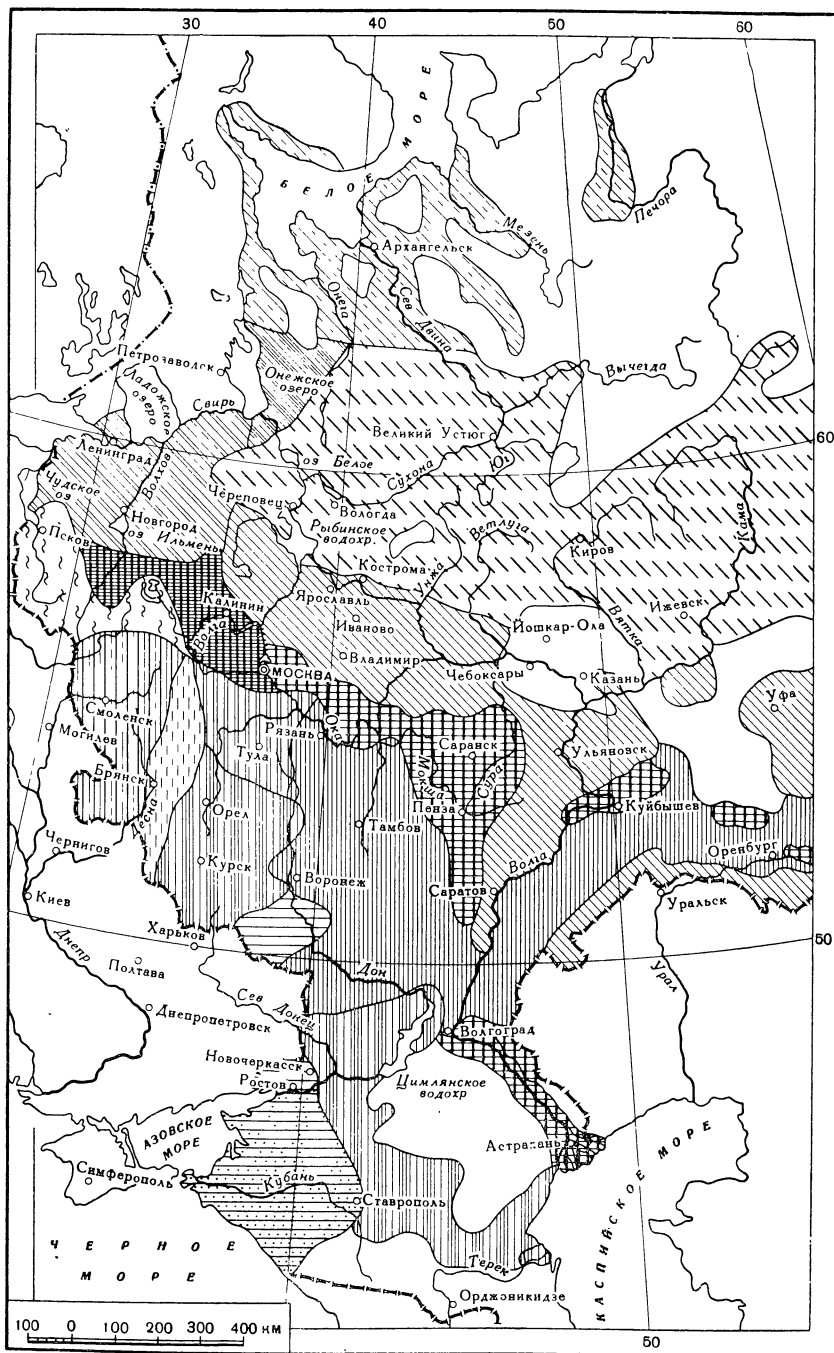 30
40
50
60
БЕЛОЕ МОРЕ
Мезень
Печора
Архангельск
Онега
Сев Двина
Петрозаводск
Онежское
озеро
Вычегда
Ладожское
озеро
Свирь
Великий Устюг
60
Ленинград
Волхов
оз Белое
Сухона
Юг
Чудское
оз
Череповец
Вологда
Новгород
оз Ильмень
Рыбинское
водохр.
Ветлуга
Псков
Киров
Кама
Кострома
Унжа
Калинин
Ярославль
Вятка
Ижевск
Иваново
Йошкар-Ола
Волга
Владимир
МОСКВА
Чебоксары
Казань
Уфа
Смоленск
Ока
Рязань
Саранск
Ульяновск
Могилев
Тула
Мокша
Сура
Брянск
Пенза
Куйбышев
Десна
Орел
Тамбов
Чернигов
Оренбург
Курск
Волга
Воронеж
Саратов
Киев
Уральск
Харьков
50
Днепр
Полтава
Дон
Урал
Сев Донец
Днепропетровск
Волгоград
Новочеркасск
Ростов
Цимлянское
водохр
АЗОВСКОЕ
МОРЕ
Астрахань
Симферополь
Кубань
Ставрополь
КАСПИЙСКОЕ МОРЕ
ЧЕРНОЕ
МОРЕ
Терек
Орджоникидзе
100 0 100 200 300 400 км
50